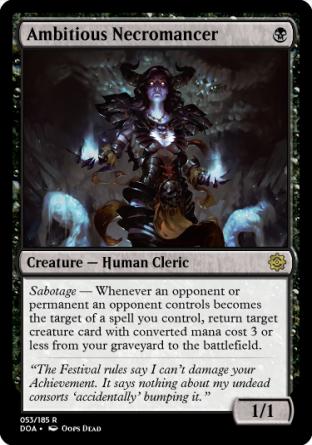 Ambitious Necromancer
Creature — Human Cleric
Sabotage — Whenever an opponent or
permanent an opponent controls becomes
the target of a spell you control, return target
creature card with converted mana cost 3 or
less from your graveyard to the battlefield.
“The Festival rules say I can’t damage your
Achievement. It says nothing about my undead
consorts ‘accidentally’ bumping it.”
1/1
053/185 R
DOA • Oops Dead